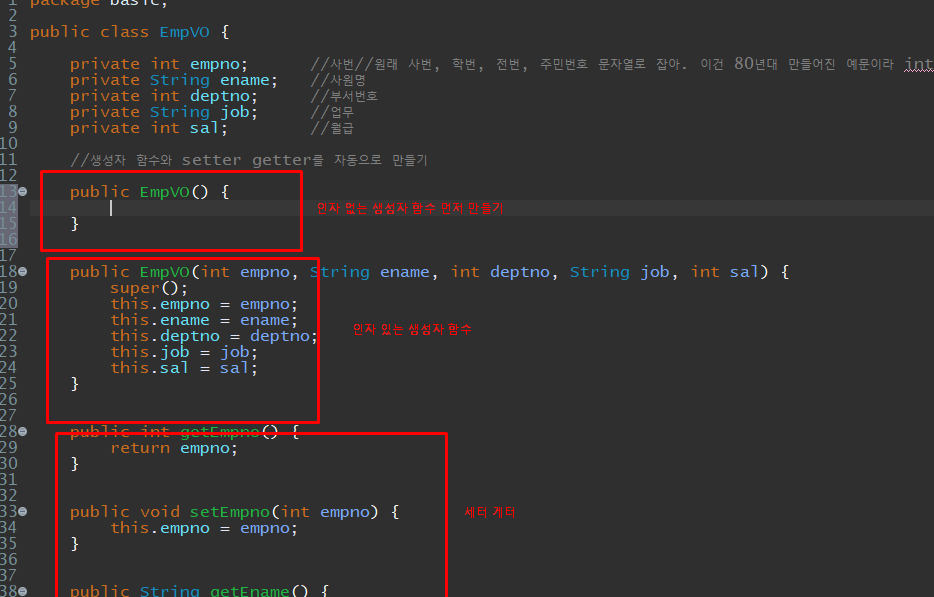 1 package basic;
2
3 public class EmpVO {
4
5 private int empno; //사번//원래 사번, 학번, 전번, 주민번호 문자열로 잡아. 이건 80년대 만들어진 예문이라 int
6 private String ename; //사원명
7 private int deptno; //부서번호
8 private String job; //업무
9 private int sal; //월급
10
11 //생성자 함수와 setter getter를 자동으로 만들기
12
13 public EmpVO() {
14 인자 없는 생성자 함수 먼저 만들기
15 }
16
17
18 public EmpVO(int empno, String ename, int deptno, String job, int sal) {
19 super();
20 this.empno = empno;
21 this.ename = ename;
인자 있는 생성자 함수
22 this.deptno = deptno;
23 this.job = job;
24 this.sal = sal;
25 }
26
27
28 public int getEmpno() {
29 return empno;
30 }
31
32
33 public void setEmpno(int empno) { 세터 게터
34 this.empno = empno;
35 }
36
37
38 public String getEname() {